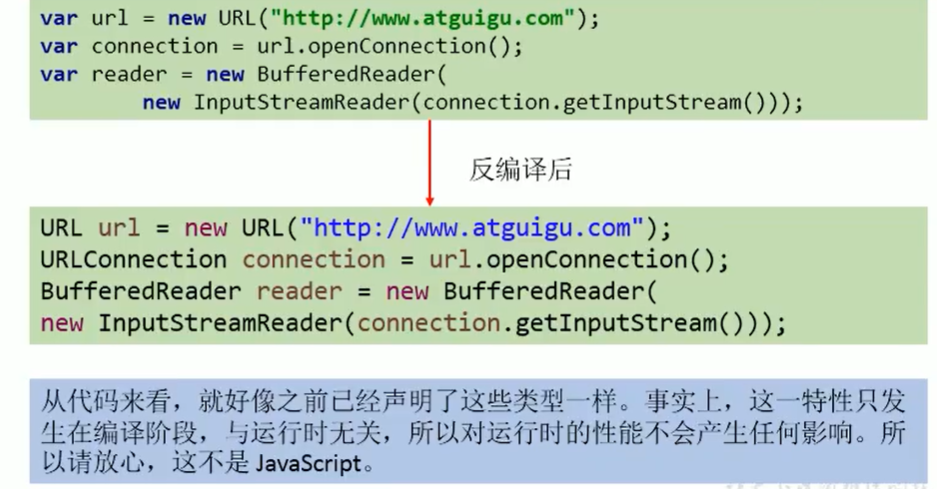 var url = new URL("http://www.atguigu.com");
var connection = url.openConnection();
var reader = new BufferedReader(
new InputStreamReader(connection.getInputStream()));
反编译后
URL url = new URL("http://www.atguigu.com");
URLConnection connection = url.openConnection();
BufferedReader reader = new BufferedReader(
new InputStreamReader(connection.getInputStream()));
从代码来看，就好像之前已经声明了这些类型一样。事实上，这一特性只发
生在编译阶段，与运行时无关，所以对运行时的性能不会产生任何影响。所
以请放心，这不是 JavaScript。